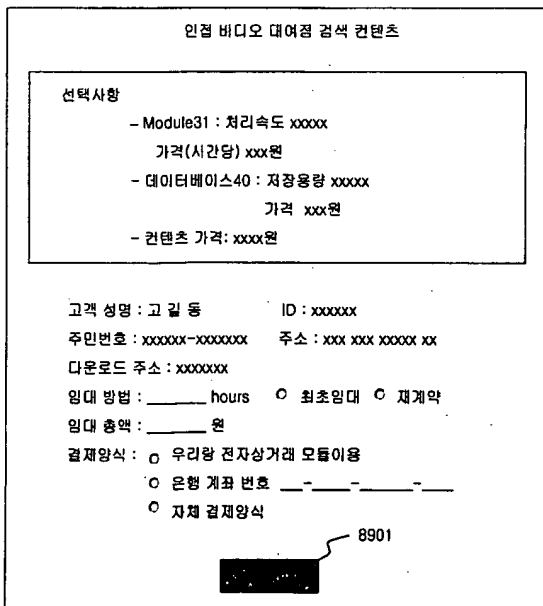 인접 바디오 대여점 검색 컨텐츠
선택사항
– Module31 : 처리속도 xxxxx
가격(시간당) xxx원
– 데이터베이스40 : 저장용량 xxxxx
가격 xxx원
– 컨텐츠 가격: xxxx원
고객 성명 : 고 길 동 ID : xxxxxx
주민번호 : xxxxxx-xxxxxxx 주소 : xxx xxx xxxxx xx
다운로드 주소 : xxxxxxx
임대 방법 : ______ hours ○ 최초임대 ○ 재계약
임대 총액 : ______ 원
결제양식 : ○ 우리랑 전자상거래 모듈이용
○ 은행 계좌 번호 __-___-____-__
○ 자체 결제양식
8901